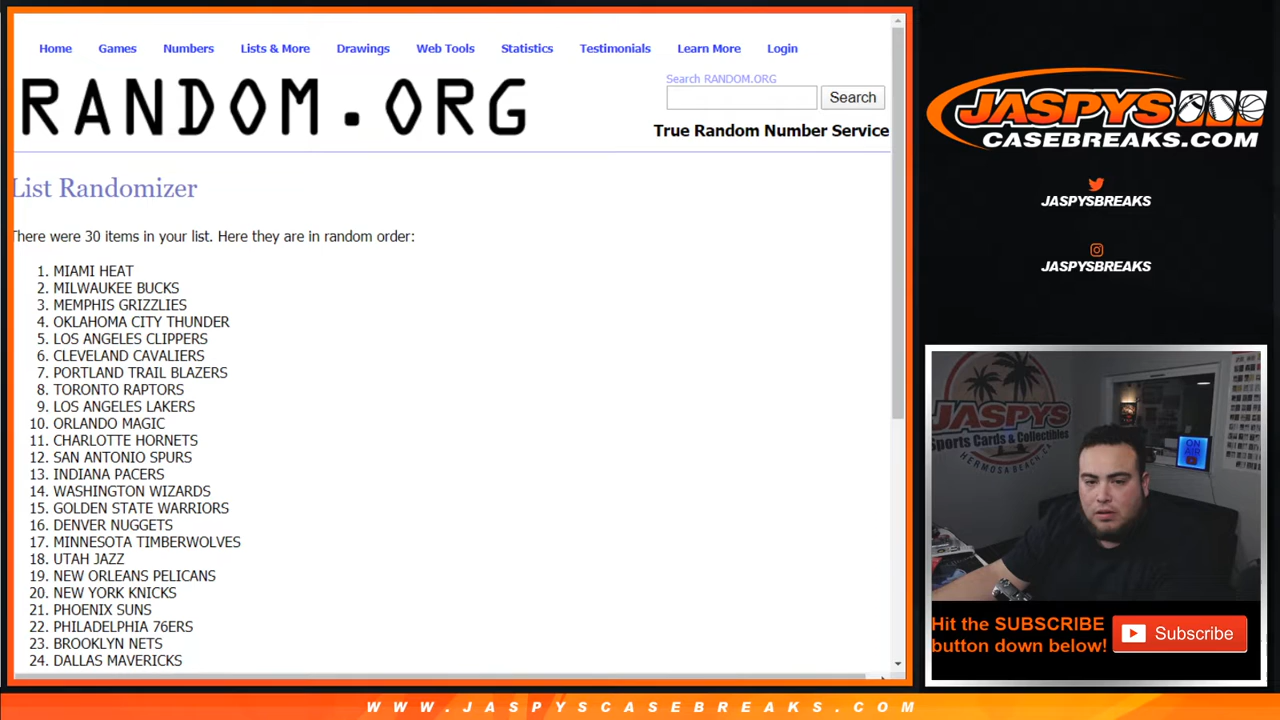 Home Games Numbers Lists & More Drawings Web Tools Statistics Testimonials Learn More Login
RANDOM.ORG
Search RANDOM.ORG
Search
True Random Number Service
List Randomizer
There were 30 items in your list. Here they are in random order:
1. MIAMI HEAT
2. MILWAUKEE BUCKS
3. MEMPHIS GRIZZLIES
4. OKLAHOMA CITY THUNDER
5. LOS ANGELES CLIPPERS
6. CLEVELAND CAVALIERS
7. PORTLAND TRAIL BLAZERS
8. TORONTO RAPTORS
9. LOS ANGELES LAKERS
10. ORLANDO MAGIC
11. CHARLOTTE HORNETS
12. SAN ANTONIO SPURS
13. INDIANA PACERS
14. WASHINGTON WIZARDS
15. GOLDEN STATE WARRIORS
16. DENVER NUGGETS
17. MINNESOTA TIMBERWOLVES
18. UTAH JAZZ
19. NEW ORLEANS PELICANS
20. NEW YORK KNICKS
21. PHOENIX SUNS
22. PHILADELPHIA 76ERS
23. BROOKLYN NETS
24. DALLAS MAVERICKS
JASPYS
CASEBREAKS.COM
JASPYSBREAKS
JASPYSBREAKS
JASPYS
Sports Cards & Collectibles
HERMOSA BEACH, CA
ON
AIR
Hit the SUBSCRIBE
button down below!
Subscribe
WWW.JASPYSCASEBREAKS.COM